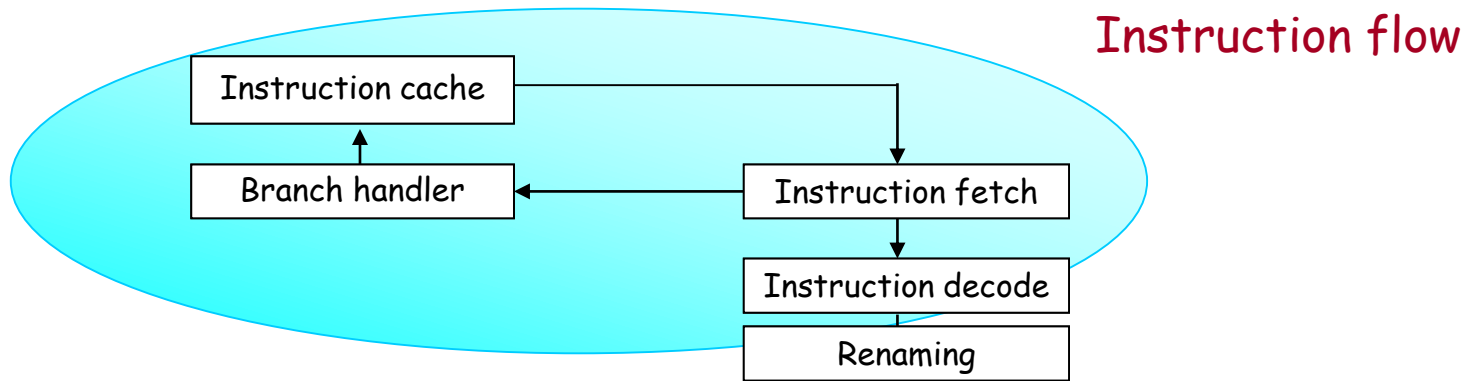 Instruction flow
Instruction cache
Branch handler
Instruction fetch
Instruction decode
Renaming